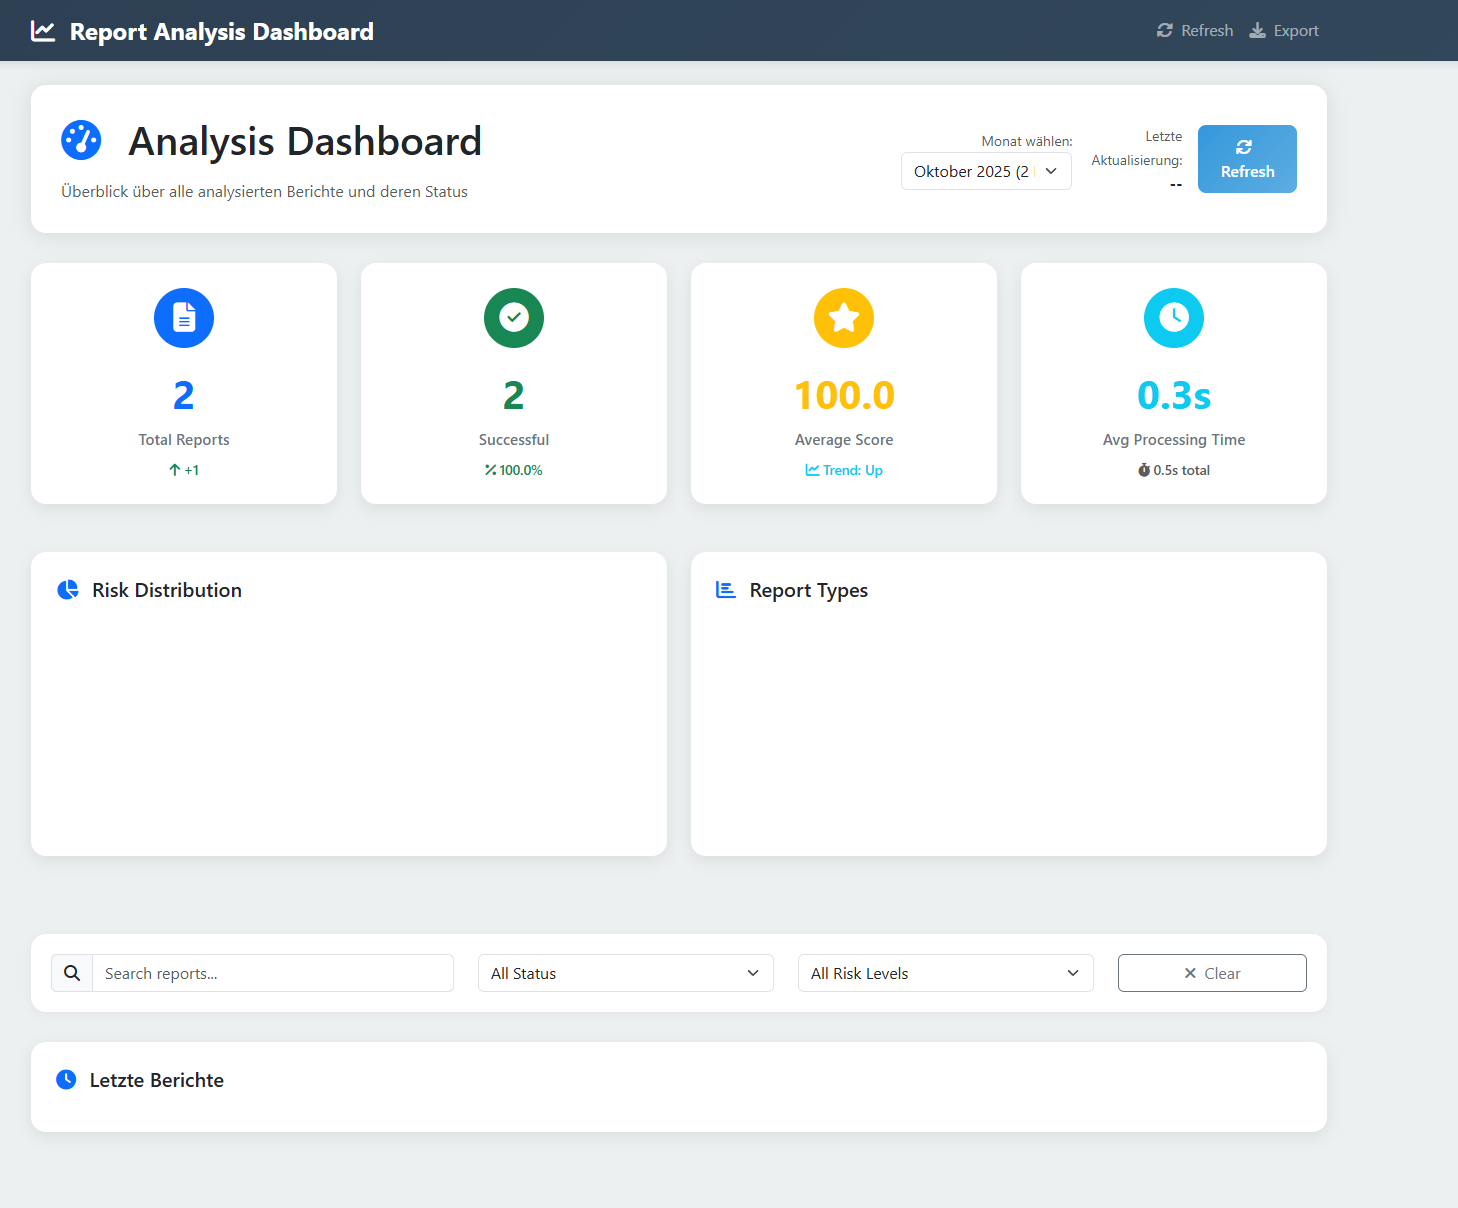 Report Analysis Dashboard
Refresh
Export
Analysis Dashboard
Überblick über alle analysierten Berichte und deren Status
Monat wählen:
Oktober 2025 (2
Letzte
Aktualisierung:
--
Refresh
2
Total Reports
+1
2
Successful
100.0%
100.0
Average Score
Trend: Up
0.3s
Avg Processing Time
0.5s total
Risk Distribution
Report Types
Search reports...
All Status
All Risk Levels
Clear
Letzte Berichte